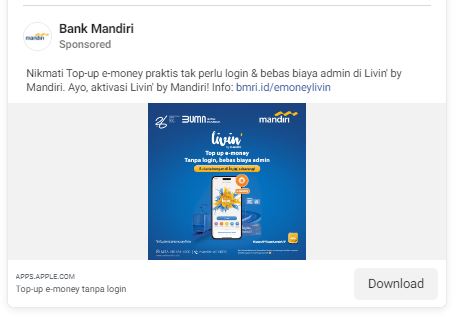 Bank Mandiri
Sponsored
Nikmati Top-up e-money praktis tak perlu login & bebas biaya admin di Livin' by
Mandiri. Ayo, aktivasi Livin' by Mandiri! Info: bmri.id/emoneylivin
BUMN
mandiri
livin'
by mandiri
Top up e-money
Tanpa login, bebas biaya admin
APPS.APPLE.COM
Top-up e-money tanpa login
Download